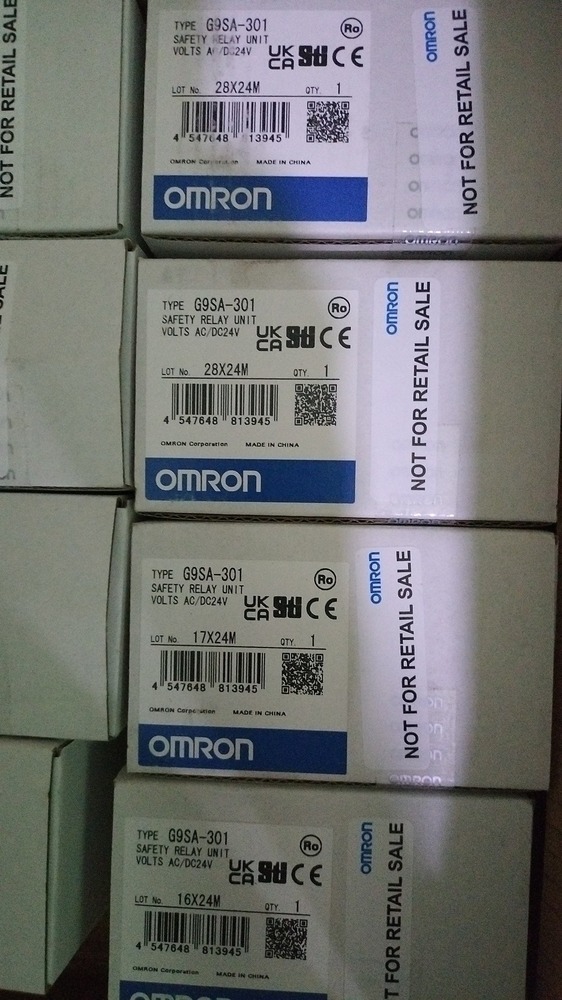 NOT FOR RETAIL SALE
TYPE G9SA-301
Ro
SAFETY RELAY UNIT
VOLTS AC/DC24V
UK CA CE
LOT No. 28X24M QTY. 1
4 547648 813945
OMRON Corporation MADE IN CHINA
OMRON
OMRON
NOT FOR RETAIL SALE
TYPE G9SA-301
Ro
SAFETY RELAY UNIT
VOLTS AC/DC24V
UK CA CE
LOT No. 28X24M QTY. 1
4 547648 813945
OMRON Corporation MADE IN CHINA
OMRON
OMRON
NOT FOR RETAIL SALE
TYPE G9SA-301
Ro
SAFETY RELAY UNIT
VOLTS AC/DC24V
UK CA CE
LOT No. 17X24M QTY. 1
4 547648 813945
OMRON Corporation MADE IN CHINA
OMRON
OMRON
NOT FOR RETAIL SALE
TYPE G9SA-301
Ro
SAFETY RELAY UNIT
VOLTS AC/DC24V
UK CA CE
LOT No. 16X24M QTY. 1
4 547648 813945
OMRON Corporation MADE IN CHINA
OMRON
OMRON
T FOR RETAIL SALE